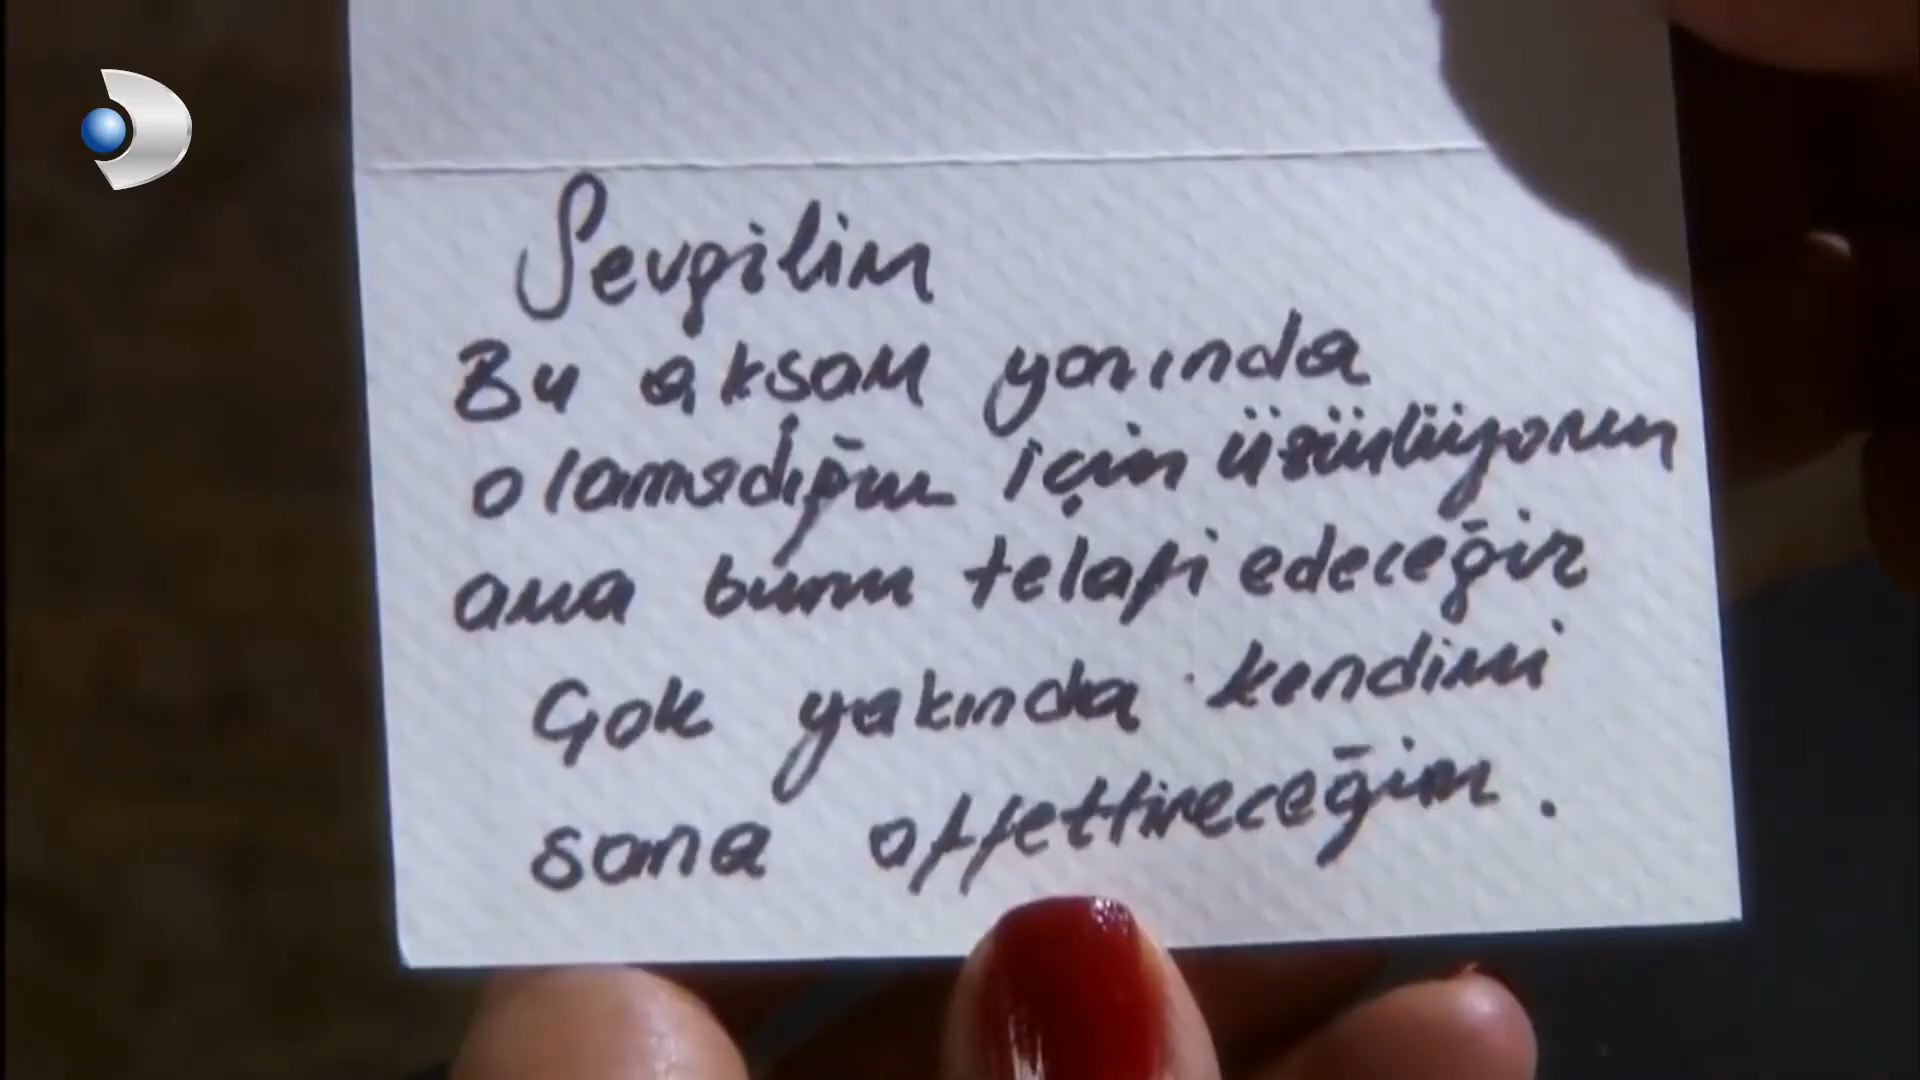 Sevgilim
Bu akşam yanında
olamadığım için üzülüyorum
ama bunu telafi edeceğiz
Çok yakında kendimi
sana affettireceğim.